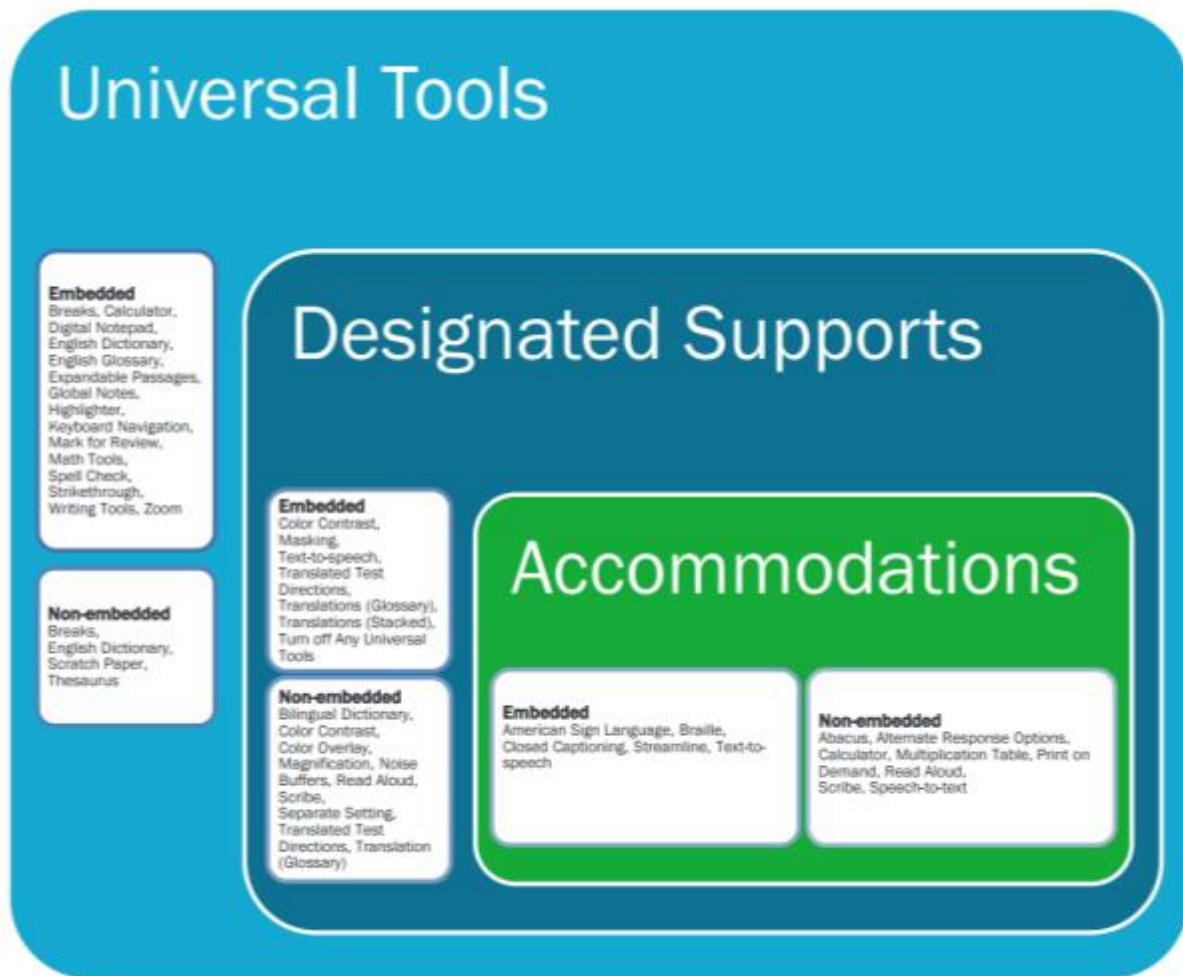 Universal Tools
Embedded
Breaks, Calculator,
Digital Notepad,
English Dictionary,
English Glossary,
Expandable Passages,
Global Notes,
Highlighter,
Keyboard Navigation,
Mark for Review,
Math Tools,
Spell Check,
Strikethrough,
Writing Tools, Zoom
Non-embedded
Breaks,
English Dictionary,
Scratch Paper,
Thesaurus
Designated Supports
Embedded
Color Contrast,
Masking,
Text-to-speech,
Translated Test
Directions,
Translations (Glossary),
Translations (Stacked),
Turn off Any Universal
Tools
Non-embedded
Bilingual Dictionary,
Color Contrast,
Color Overlay,
Magnification, Noise
Buffers, Read Aloud,
Scribe,
Separate Setting,
Translated Test
Directions, Translation
(Glossary)
Accommodations
Embedded
American Sign Language, Braille,
Closed Captioning, Streamline, Text-to-
speech
Non-embedded
Abacus, Alternate Response Options,
Calculator, Multiplication Table, Print on
Demand, Read Aloud,
Scribe, Speech-to-text